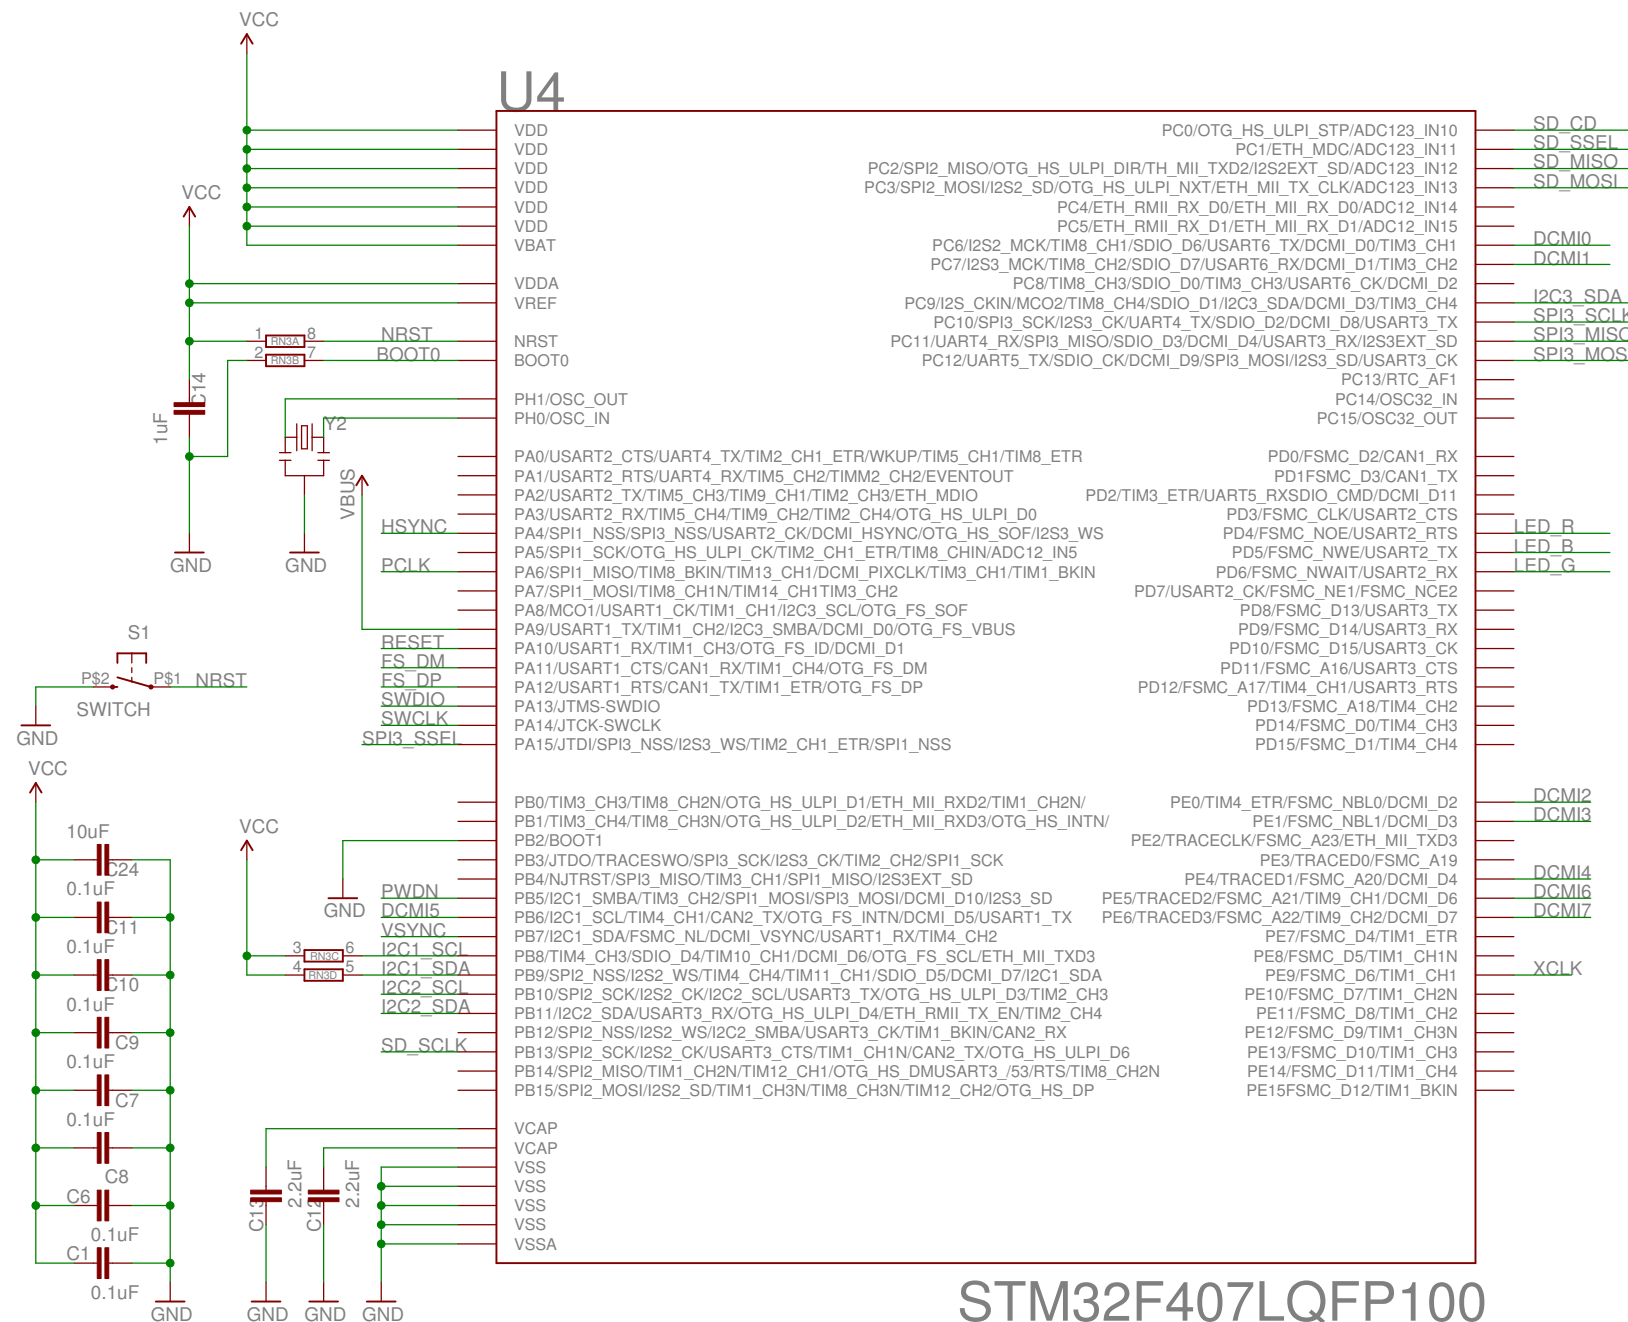 VCC
U4
VDD
VDD
VDD
VDD
VDD
VDD
VBAT
VCC
VDDA
VREF
1 RN3A 8 NRST
NRST
2 RN3B 7 BOOT0
BOOT0
C14
1uF
GND
PH1/OSC_OUT
PH0/OSC_IN
Y2
GND
VBUS
PA0/USART2_CTS/UART4_TX/TIM2_CH1_ETR/WKUP/TIM5_CH1/TIM8_ETR
PA1/USART2_RTS/UART4_RX/TIM5_CH2/TIMM2_CH2/EVENTOUT
PA2/USART2_TX/TIM5_CH3/TIM9_CH1/TIM2_CH3/ETH_MDIO
PA3/USART2_RX/TIM5_CH4/TIM9_CH2/TIM2_CH4/OTG_HS_ULPI_D0
HSYNC
PA4/SPI1_NSS/SPI3_NSS/USART2_CK/DCMI_HSYNC/OTG_HS_SOF/I2S3_WS
PA5/SPI1_SCK/OTG_HS_ULPI_CK/TIM2_CH1_ETR/TIM8_CHIN/ADC12_IN5
PCLK
PA6/SPI1_MISO/TIM8_BKIN/TIM13_CH1/DCMI_PIXCLK/TIM3_CH1/TIM1_BKIN
PA7/SPI1_MOSI/TIM8_CH1N/TIM14_CH1TIM3_CH2
PA8/MCO1/USART1_CK/TIM1_CH1/I2C3_SCL/OTG_FS_SOF
PA9/USART1_TX/TIM1_CH2/I2C3_SMBA/DCMI_D0/OTG_FS_VBUS
RESET
PA10/USART1_RX/TIM1_CH3/OTG_FS_ID/DCMI_D1
FS_DM
PA11/USART1_CTS/CAN1_RX/TIM1_CH4/OTG_FS_DM
FS_DP
PA12/USART1_RTS/CAN1_TX/TIM1_ETR/OTG_FS_DP
SWDIO
PA13/JTMS-SWDIO
SWCLK
PA14/JTCK-SWCLK
SPI3_SSEL
PA15/JTDI/SPI3_NSS/I2S3_WS/TIM2_CH1_ETR/SPI1_NSS
S1
P$2 P$1 NRST
SWITCH
GND
PB0/TIM3_CH3/TIM8_CH2N/OTG_HS_ULPI_D1/ETH_MII_RXD2/TIM1_CH2N/
PB1/TIM3_CH4/TIM8_CH3N/OTG_HS_ULPI_D2/ETH_MII_RXD3/OTG_HS_INTN/
PB2/BOOT1
GND
PB3/JTDO/TRACESWO/SPI3_SCK/I2S3_CK/TIM2_CH2/SPI1_SCK
PB4/NJTRST/SPI3_MISO/TIM3_CH1/SPI1_MISO/I2S3EXT_SD
PWDN
PB5/I2C1_SMBA/TIM3_CH2/SPI1_MOSI/SPI3_MOSI/DCMI_D10/I2S3_SD
DCMI5
PB6/I2C1_SCL/TIM4_CH1/CAN2_TX/OTG_FS_INTN/DCMI_D5/USART1_TX
VSYNC
PB7/I2C1_SDA/FSMC_NL/DCMI_VSYNC/USART1_RX/TIM4_CH2
VCC
3 RN3C 6 I2C1_SCL
PB8/TIM4_CH3/SDIO_D4/TIM10_CH1/DCMI_D6/OTG_FS_SCL/ETH_MII_TXD3
4 RN3D 5 I2C1_SDA
PB9/SPI2_NSS/I2S2_WS/TIM4_CH4/TIM11_CH1/SDIO_D5/DCMI_D7/I2C1_SDA
I2C2_SCL
PB10/SPI2_SCK/I2S2_CK/I2C2_SCL/USART3_TX/OTG_HS_ULPI_D3/TIM2_CH3
I2C2_SDA
PB11/I2C2_SDA/USART3_RX/OTG_HS_ULPI_D4/ETH_RMII_TX_EN/TIM2_CH4
PB12/SPI2_NSS/I2S2_WS/I2C2_SMBA/USART3_CK/TIM1_BKIN/CAN2_RX
SD_SCLK
PB13/SPI2_SCK/I2S2_CK/USART3_CTS/TIM1_CH1N/CAN2_TX/OTG_HS_ULPI_D6
PB14/SPI2_MISO/TIM1_CH2N/TIM12_CH1/OTG_HS_DMUSART3_/53/RTS/TIM8_CH2N
PB15/SPI2_MOSI/I2S2_SD/TIM1_CH3N/TIM8_CH3N/TIM12_CH2/OTG_HS_DP
VCAP
VCAP
VSS
VSS
VSS
VSS
VSSA
C13
2.2uF
C12
2.2uF
GND
GND
GND
VCC
10uF
C24
0.1uF
C11
0.1uF
C10
0.1uF
C9
0.1uF
C7
0.1uF
C8
C6
0.1uF
C1
0.1uF
GND
PC0/OTG_HS_ULPI_STP/ADC123_IN10
SD_CD
PC1/ETH_MDC/ADC123_IN11
SD_SSEL
PC2/SPI2_MISO/OTG_HS_ULPI_DIR/TH_MII_TXD2/I2S2EXT_SD/ADC123_IN12
SD_MISO
PC3/SPI2_MOSI/I2S2_SD/OTG_HS_ULPI_NXT/ETH_MII_TX_CLK/ADC123_IN13
SD_MOSI
PC4/ETH_RMII_RX_D0/ETH_MII_RX_D0/ADC12_IN14
PC5/ETH_RMII_RX_D1/ETH_MII_RX_D1/ADC12_IN15
PC6/I2S2_MCK/TIM8_CH1/SDIO_D6/USART6_TX/DCMI_D0/TIM3_CH1
DCMI0
PC7/I2S3_MCK/TIM8_CH2/SDIO_D7/USART6_RX/DCMI_D1/TIM3_CH2
DCMI1
PC8/TIM8_CH3/SDIO_D0/TIM3_CH3/USART6_CK/DCMI_D2
PC9/I2S_CKIN/MCO2/TIM8_CH4/SDIO_D1/I2C3_SDA/DCMI_D3/TIM3_CH4
I2C3_SDA
PC10/SPI3_SCK/I2S3_CK/UART4_TX/SDIO_D2/DCMI_D8/USART3_TX
SPI3_SCLK
PC11/UART4_RX/SPI3_MISO/SDIO_D3/DCMI_D4/USART3_RX/I2S3EXT_SD
SPI3_MISO
PC12/UART5_TX/SDIO_CK/DCMI_D9/SPI3_MOSI/I2S3_SD/USART3_CK
SPI3_MOS
PC13/RTC_AF1
PC14/OSC32_IN
PC15/OSC32_OUT
PD0/FSMC_D2/CAN1_RX
PD1FSMC_D3/CAN1_TX
PD2/TIM3_ETR/UART5_RXSDIO_CMD/DCMI_D11
PD3/FSMC_CLK/USART2_CTS
PD4/FSMC_NOE/USART2_RTS
LED_R
PD5/FSMC_NWE/USART2_TX
LED_B
PD6/FSMC_NWAIT/USART2_RX
LED_G
PD7/USART2_CK/FSMC_NE1/FSMC_NCE2
PD8/FSMC_D13/USART3_TX
PD9/FSMC_D14/USART3_RX
PD10/FSMC_D15/USART3_CK
PD11/FSMC_A16/USART3_CTS
PD12/FSMC_A17/TIM4_CH1/USART3_RTS
PD13/FSMC_A18/TIM4_CH2
PD14/FSMC_D0/TIM4_CH3
PD15/FSMC_D1/TIM4_CH4
PE0/TIM4_ETR/FSMC_NBL0/DCMI_D2
DCMI2
PE1/FSMC_NBL1/DCMI_D3
DCMI3
PE2/TRACECLK/FSMC_A23/ETH_MII_TXD3
PE3/TRACED0/FSMC_A19
PE4/TRACED1/FSMC_A20/DCMI_D4
DCMI4
PE5/TRACED2/FSMC_A21/TIM9_CH1/DCMI_D6
DCMI6
PE6/TRACED3/FSMC_A22/TIM9_CH2/DCMI_D7
DCMI7
PE7/FSMC_D4/TIM1_ETR
PE8/FSMC_D5/TIM1_CH1N
PE9/FSMC_D6/TIM1_CH1
XCLK
PE10/FSMC_D7/TIM1_CH2N
PE11/FSMC_D8/TIM1_CH2
PE12/FSMC_D9/TIM1_CH3N
PE13/FSMC_D10/TIM1_CH3
PE14/FSMC_D11/TIM1_CH4
PE15FSMC_D12/TIM1_BKIN
STM32F407LQFP100